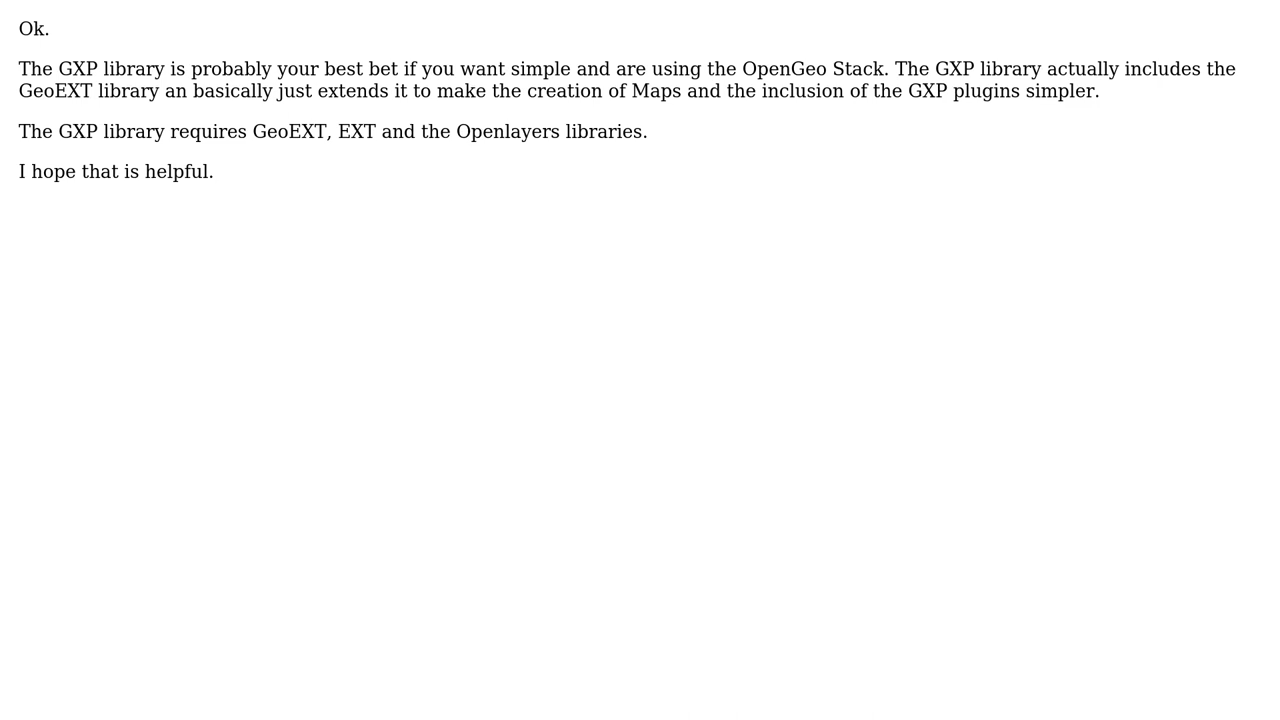 Ok.
The GXP library is probably your best bet if you want simple and are using the OpenGeo Stack. The GXP library actually includes the
GeoEXT library an basically just extends it to make the creation of Maps and the inclusion of the GXP plugins simpler.
The GXP library requires GeoEXT, EXT and the Openlayers libraries.
I hope that is helpful.